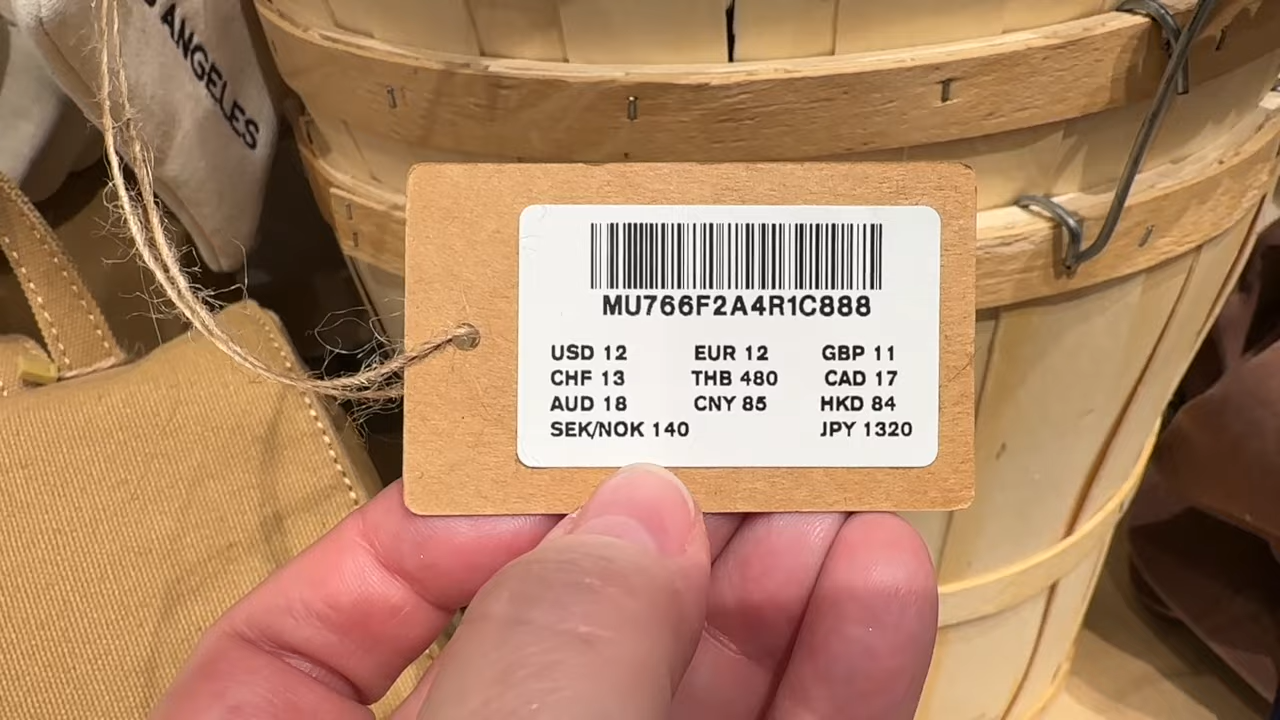 ANGELES
MU766F2A4R1C888
USD 12 EUR 12 GBP 11
CHF 13 THB 480 CAD 17
AUD 18 CNY 85 HKD 84
SEK/NOK 140 JPY 1320